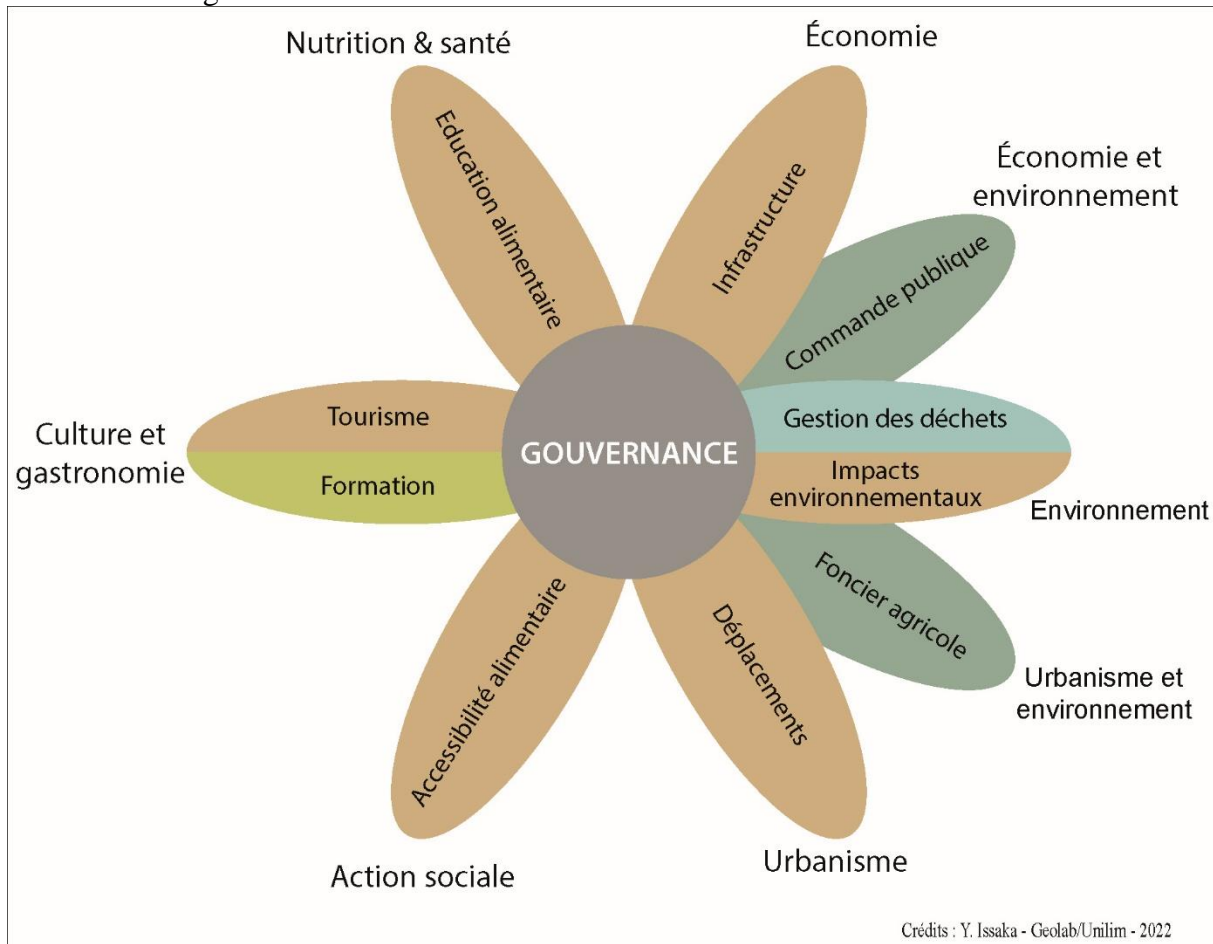 Nutrition & santé
Économie
Education alimentaire
Infrastructure
Économie et
environnement
Commande publique
Culture et
gastronomie
Tourisme
Formation
GOUVERNANCE
Gestion des déchets
Impacts
environnementaux
Environnement
Foncier agricole
Urbanisme et
environnement
Accessibilité alimentaire
Déplacements
Action sociale
Urbanisme
Crédits : Y. Issaka - Geolab/Unilim - 2022